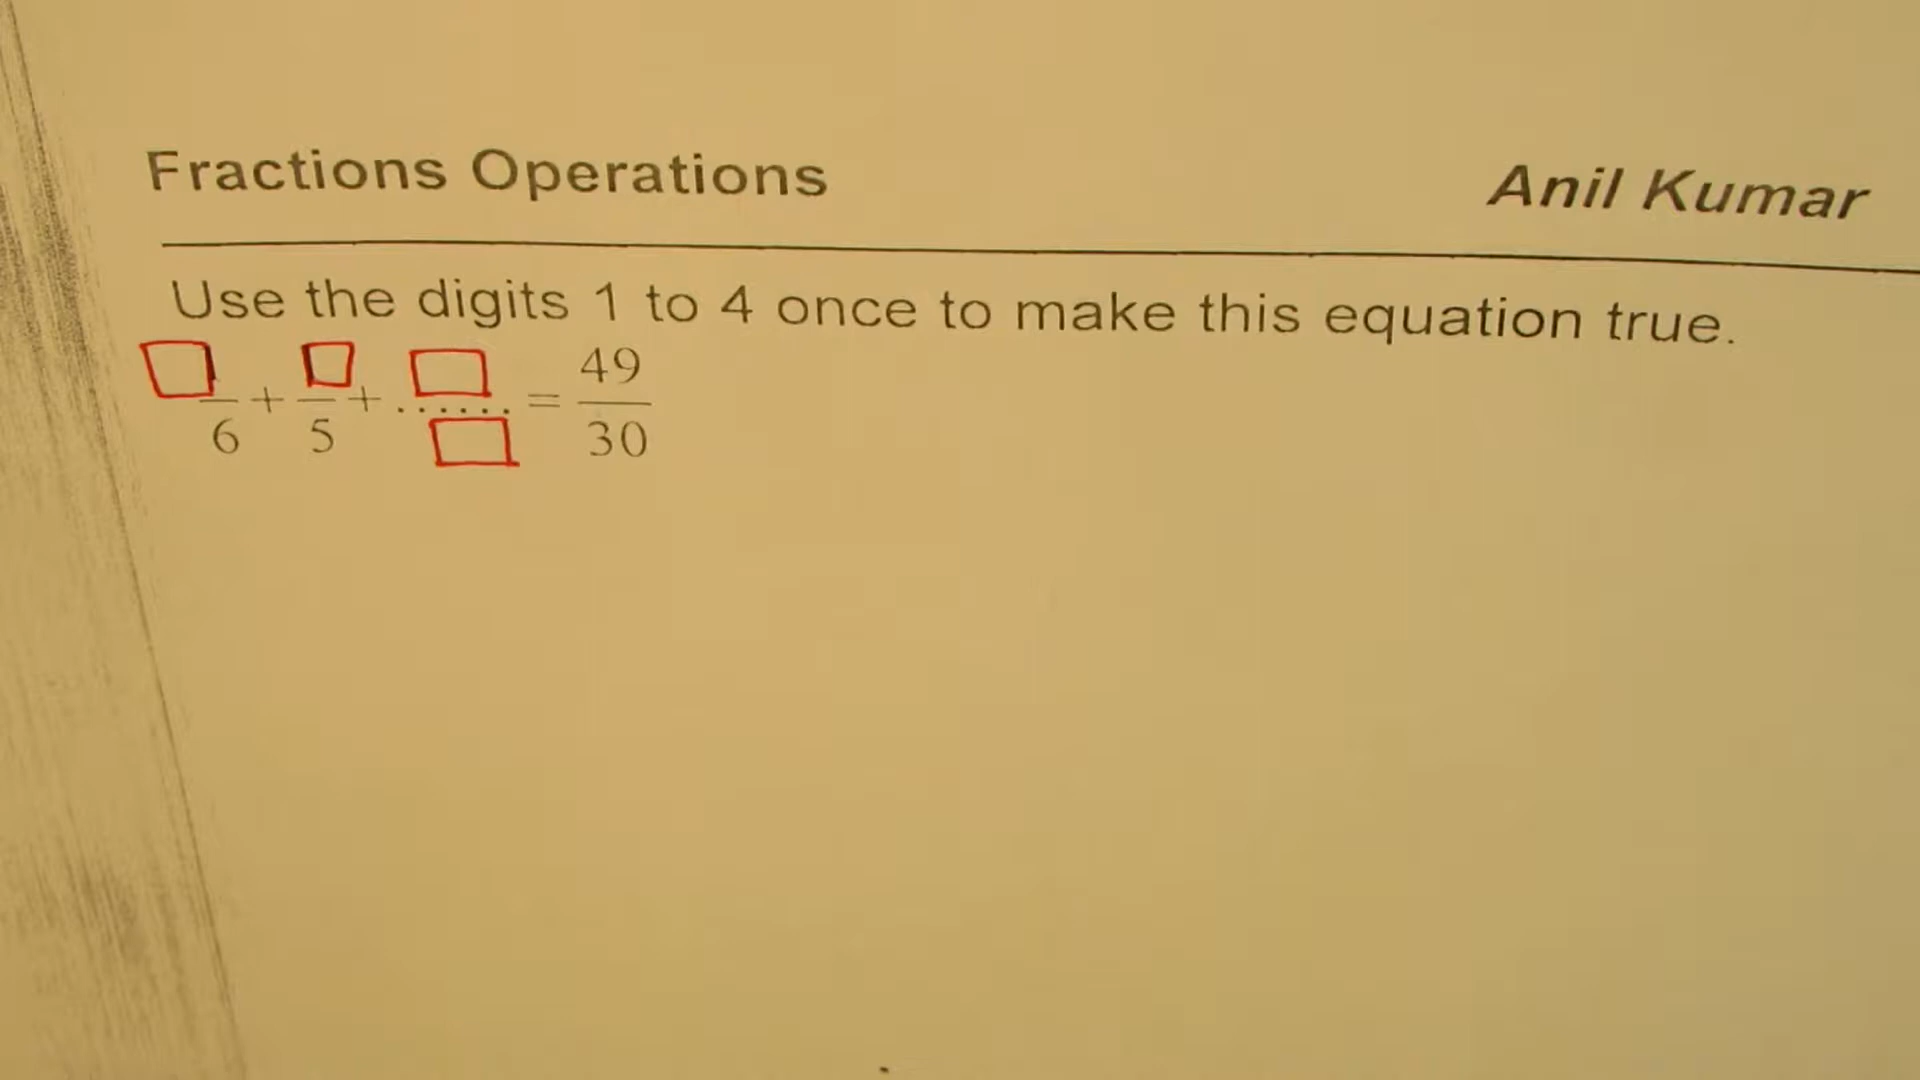 Fractions Operations
Anil Kumar
Use the digits 1 to 4 once to make this equation true.
□/6 + □/5 + □/□ = 49/30